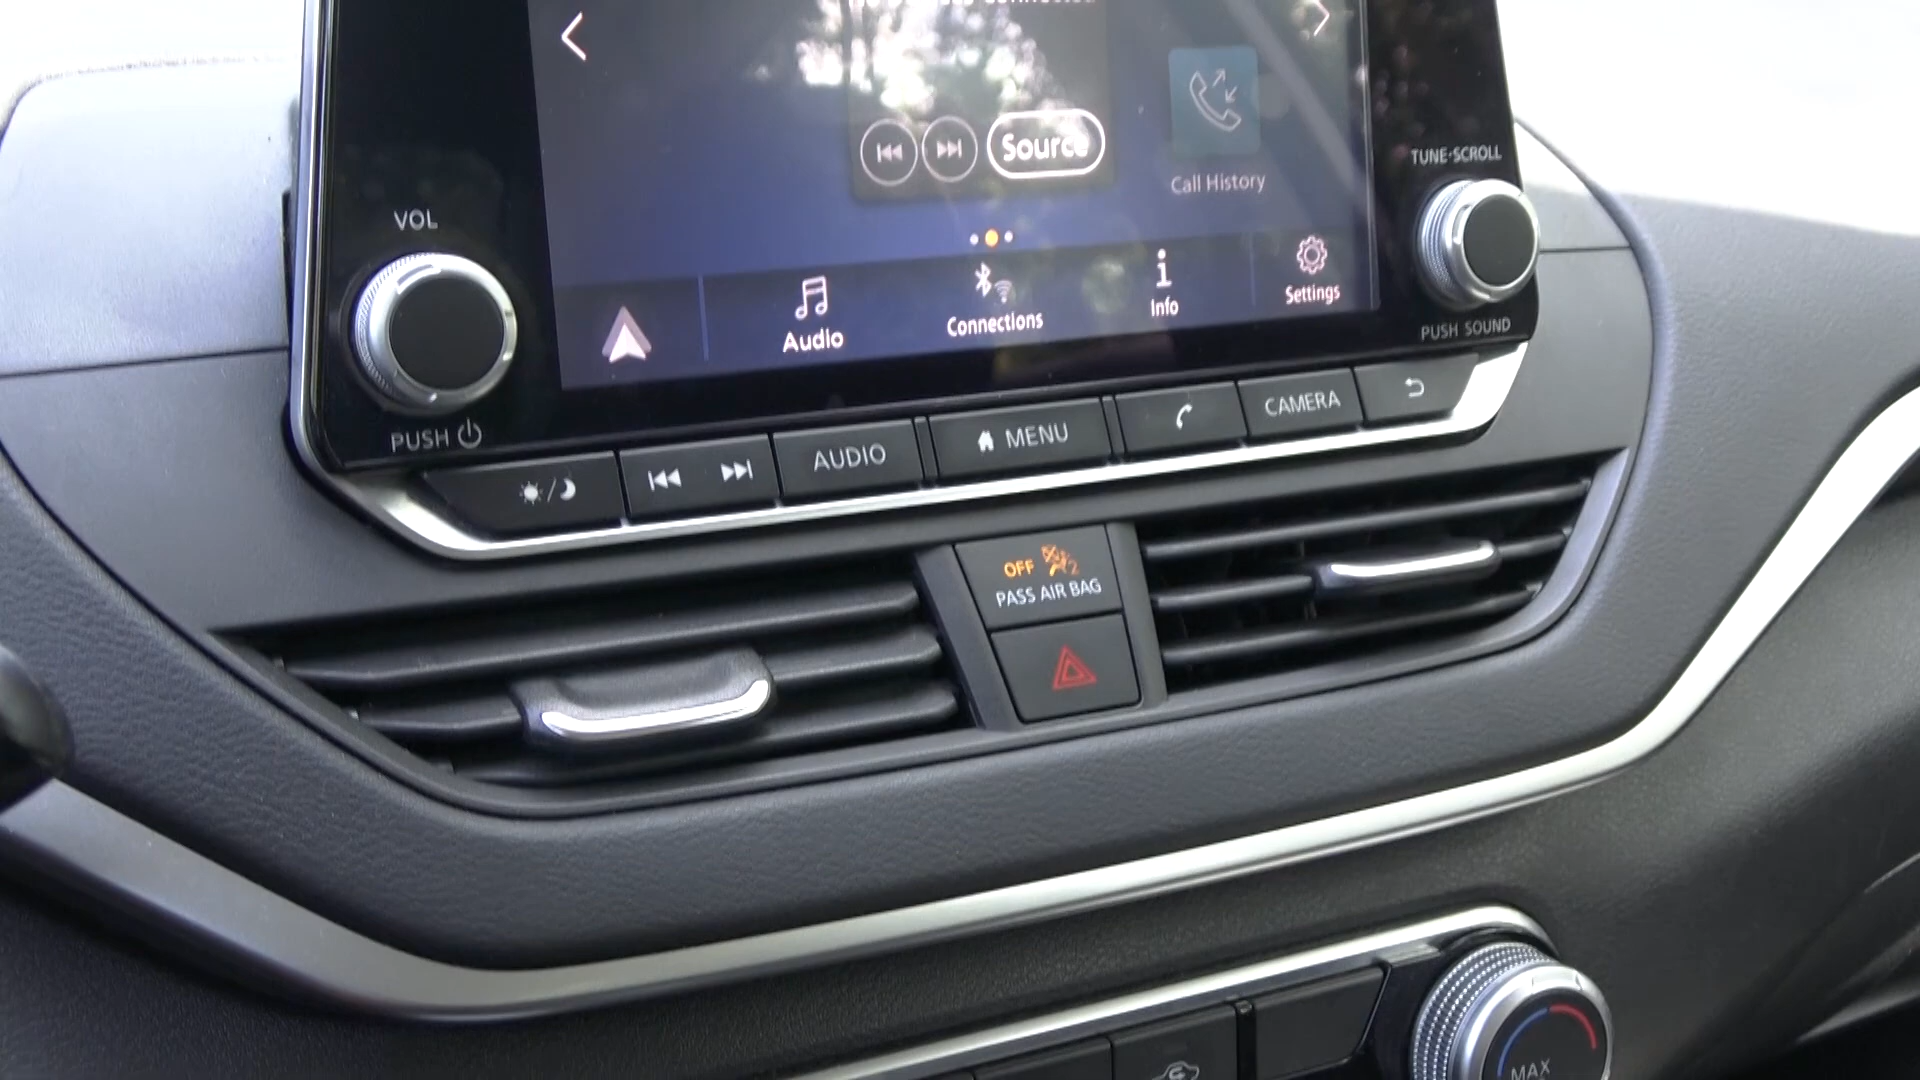 Source
Call History
TUNE·SCROLL
VOL
Audio
Connections
Info
Settings
PUSH
PUSH SOUND
AUDIO
MENU
CAMERA
OFF
2
PASS AIR BAG
MAX